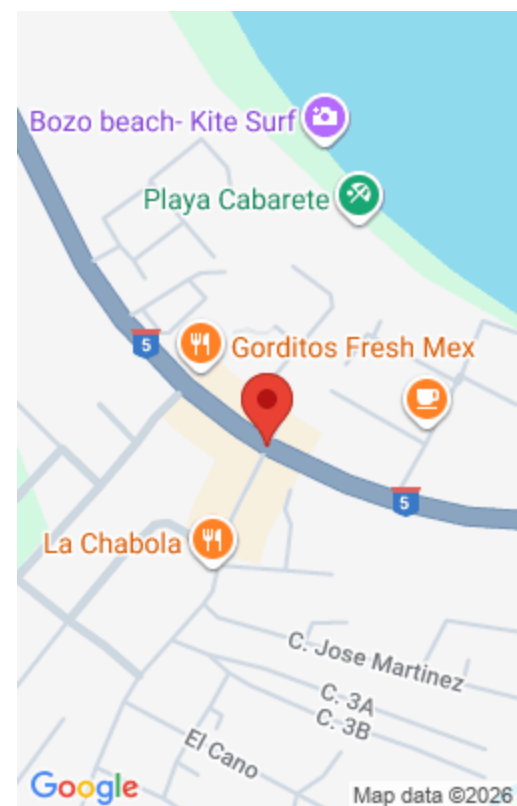 Bozo beach- Kite Surf
Playa Cabarete
5
Gorditos Fresh Mex
5
La Chabola
C. Jose Martinez
C. 3A
C. 3B
El Cano
Google
Map data ©2026